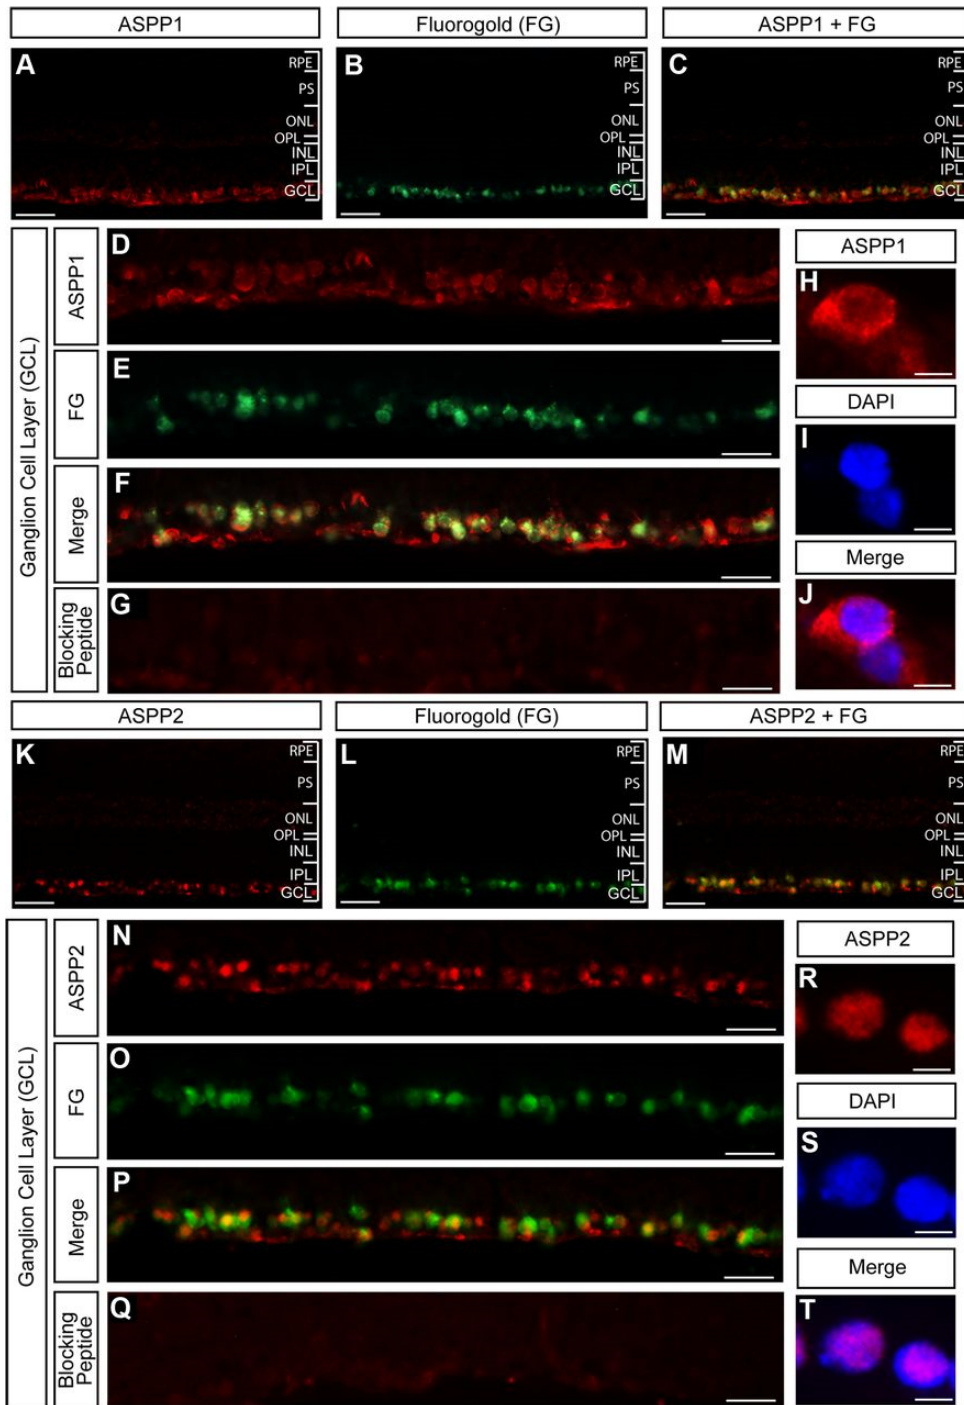 ASPP1
Fluorogold (FG)
ASPP1 + FG
A
RPE
PS
ONL
OPL
INL
IPL
GCL
B
RPE
PS
ONL
OPL
INL
IPL
GCL
C
RPE
PS
ONL
OPL
INL
IPL
GCL
Ganglion Cell Layer (GCL)
ASPP1
D
FG
E
Merge
F
Blocking
Peptide
G
ASPP1
H
DAPI
I
Merge
J
ASPP2
Fluorogold (FG)
ASPP2 + FG
K
RPE
PS
ONL
OPL
INL
IPL
GCL
L
RPE
PS
ONL
OPL
INL
IPL
GCL
M
RPE
PS
ONL
OPL
INL
IPL
GCL
Ganglion Cell Layer (GCL)
ASPP2
N
FG
O
Merge
P
Blocking
Peptide
Q
ASPP2
R
DAPI
S
Merge
T